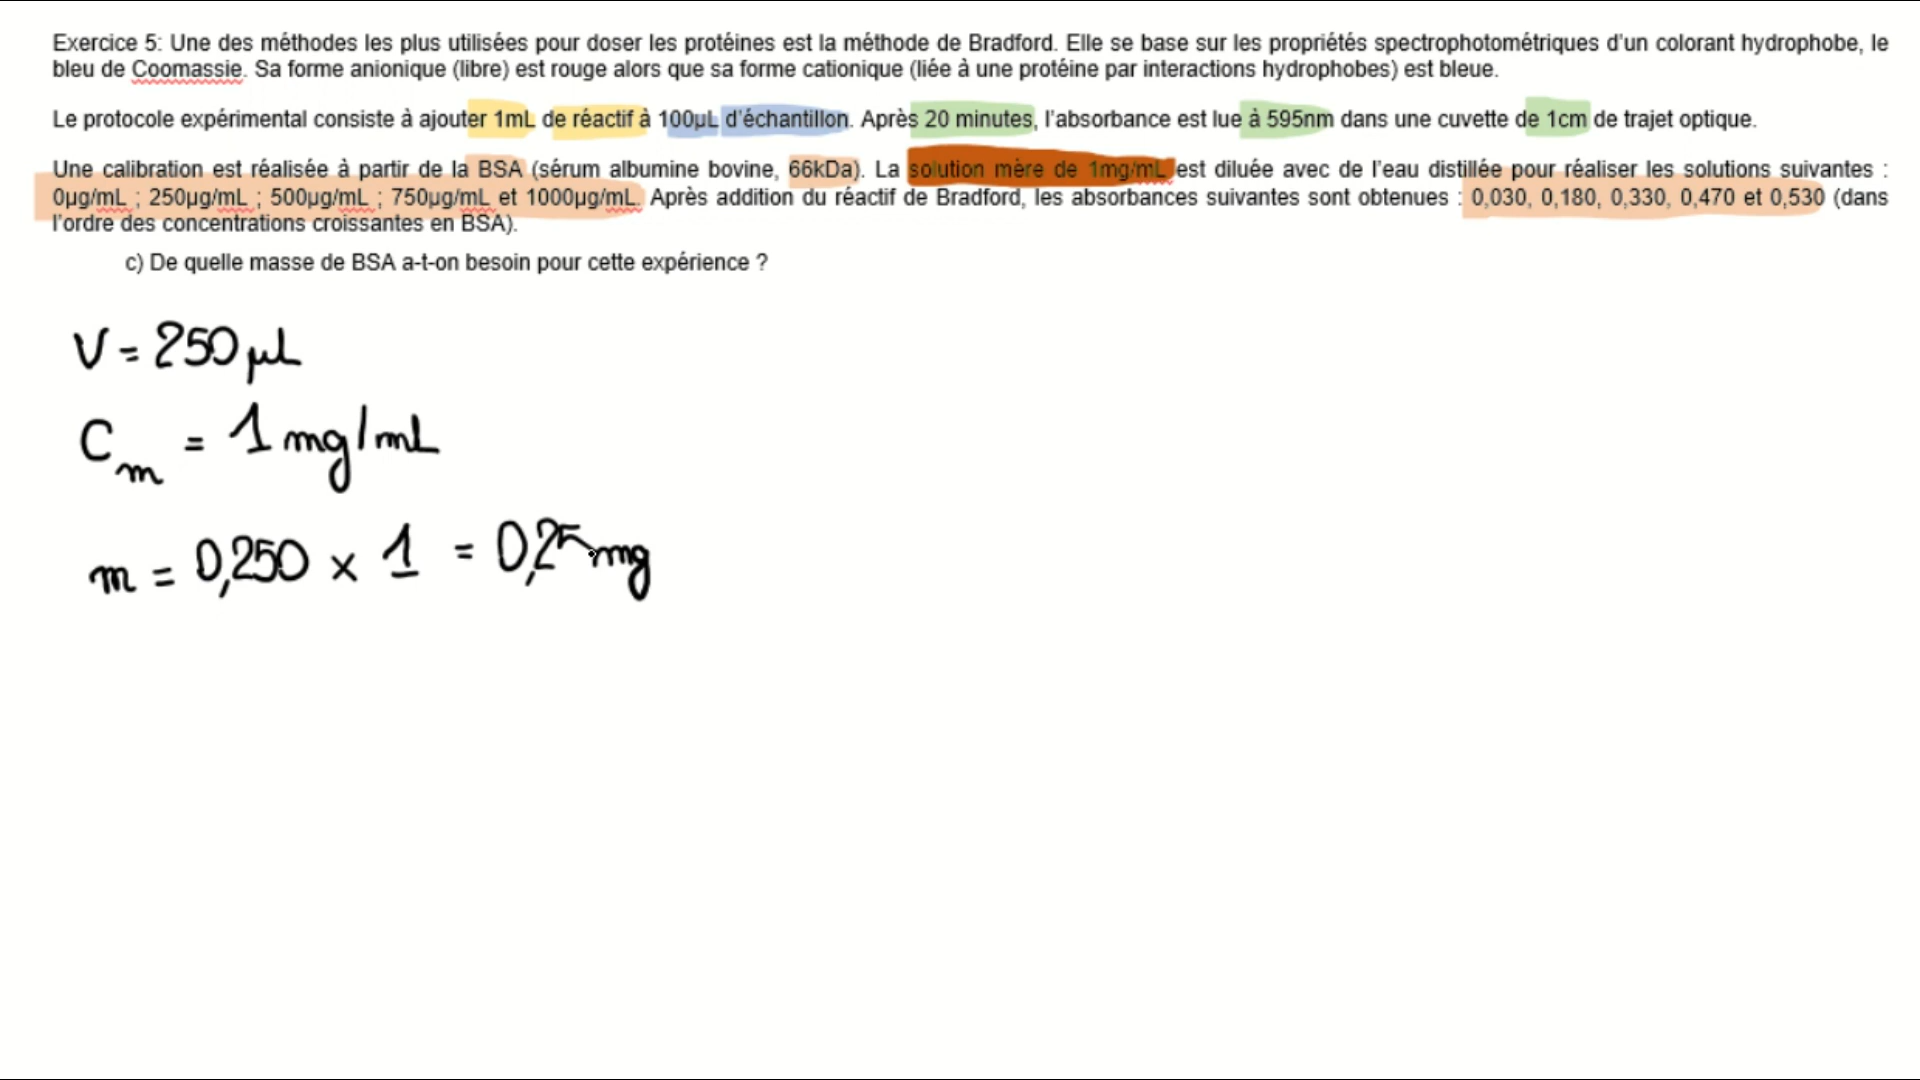 Exercice 5: Une des méthodes les plus utilisées pour doser les protéines est la méthode de Bradford. Elle se base sur les propriétés spectrophotométriques d'un colorant hydrophobe, le
bleu de Coomassie. Sa forme anionique (libre) est rouge alors que sa forme cationique (liée à une protéine par interactions hydrophobes) est bleue.
Le protocole expérimental consiste à ajouter 1mL de réactif à 100µL d'échantillon. Après 20 minutes, l'absorbance est lue à 595nm dans une cuvette de 1cm de trajet optique.
Une calibration est réalisée à partir de la BSA (sérum albumine bovine, 66kDa). La solution mère de 1mg/mL est diluée avec de l'eau distillée pour réaliser les solutions suivantes :
0µg/mL ; 250µg/mL ; 500µg/mL ; 750µg/mL et 1000µg/mL. Après addition du réactif de Bradford, les absorbances suivantes sont obtenues : 0,030, 0,180, 0,330, 0,470 et 0,530 (dans
l'ordre des concentrations croissantes en BSA).
c) De quelle masse de BSA a-t-on besoin pour cette expérience ?
V = 250 µL
Cm = 1 mg/mL
m = 0,250 x 1 = 0,25 mg